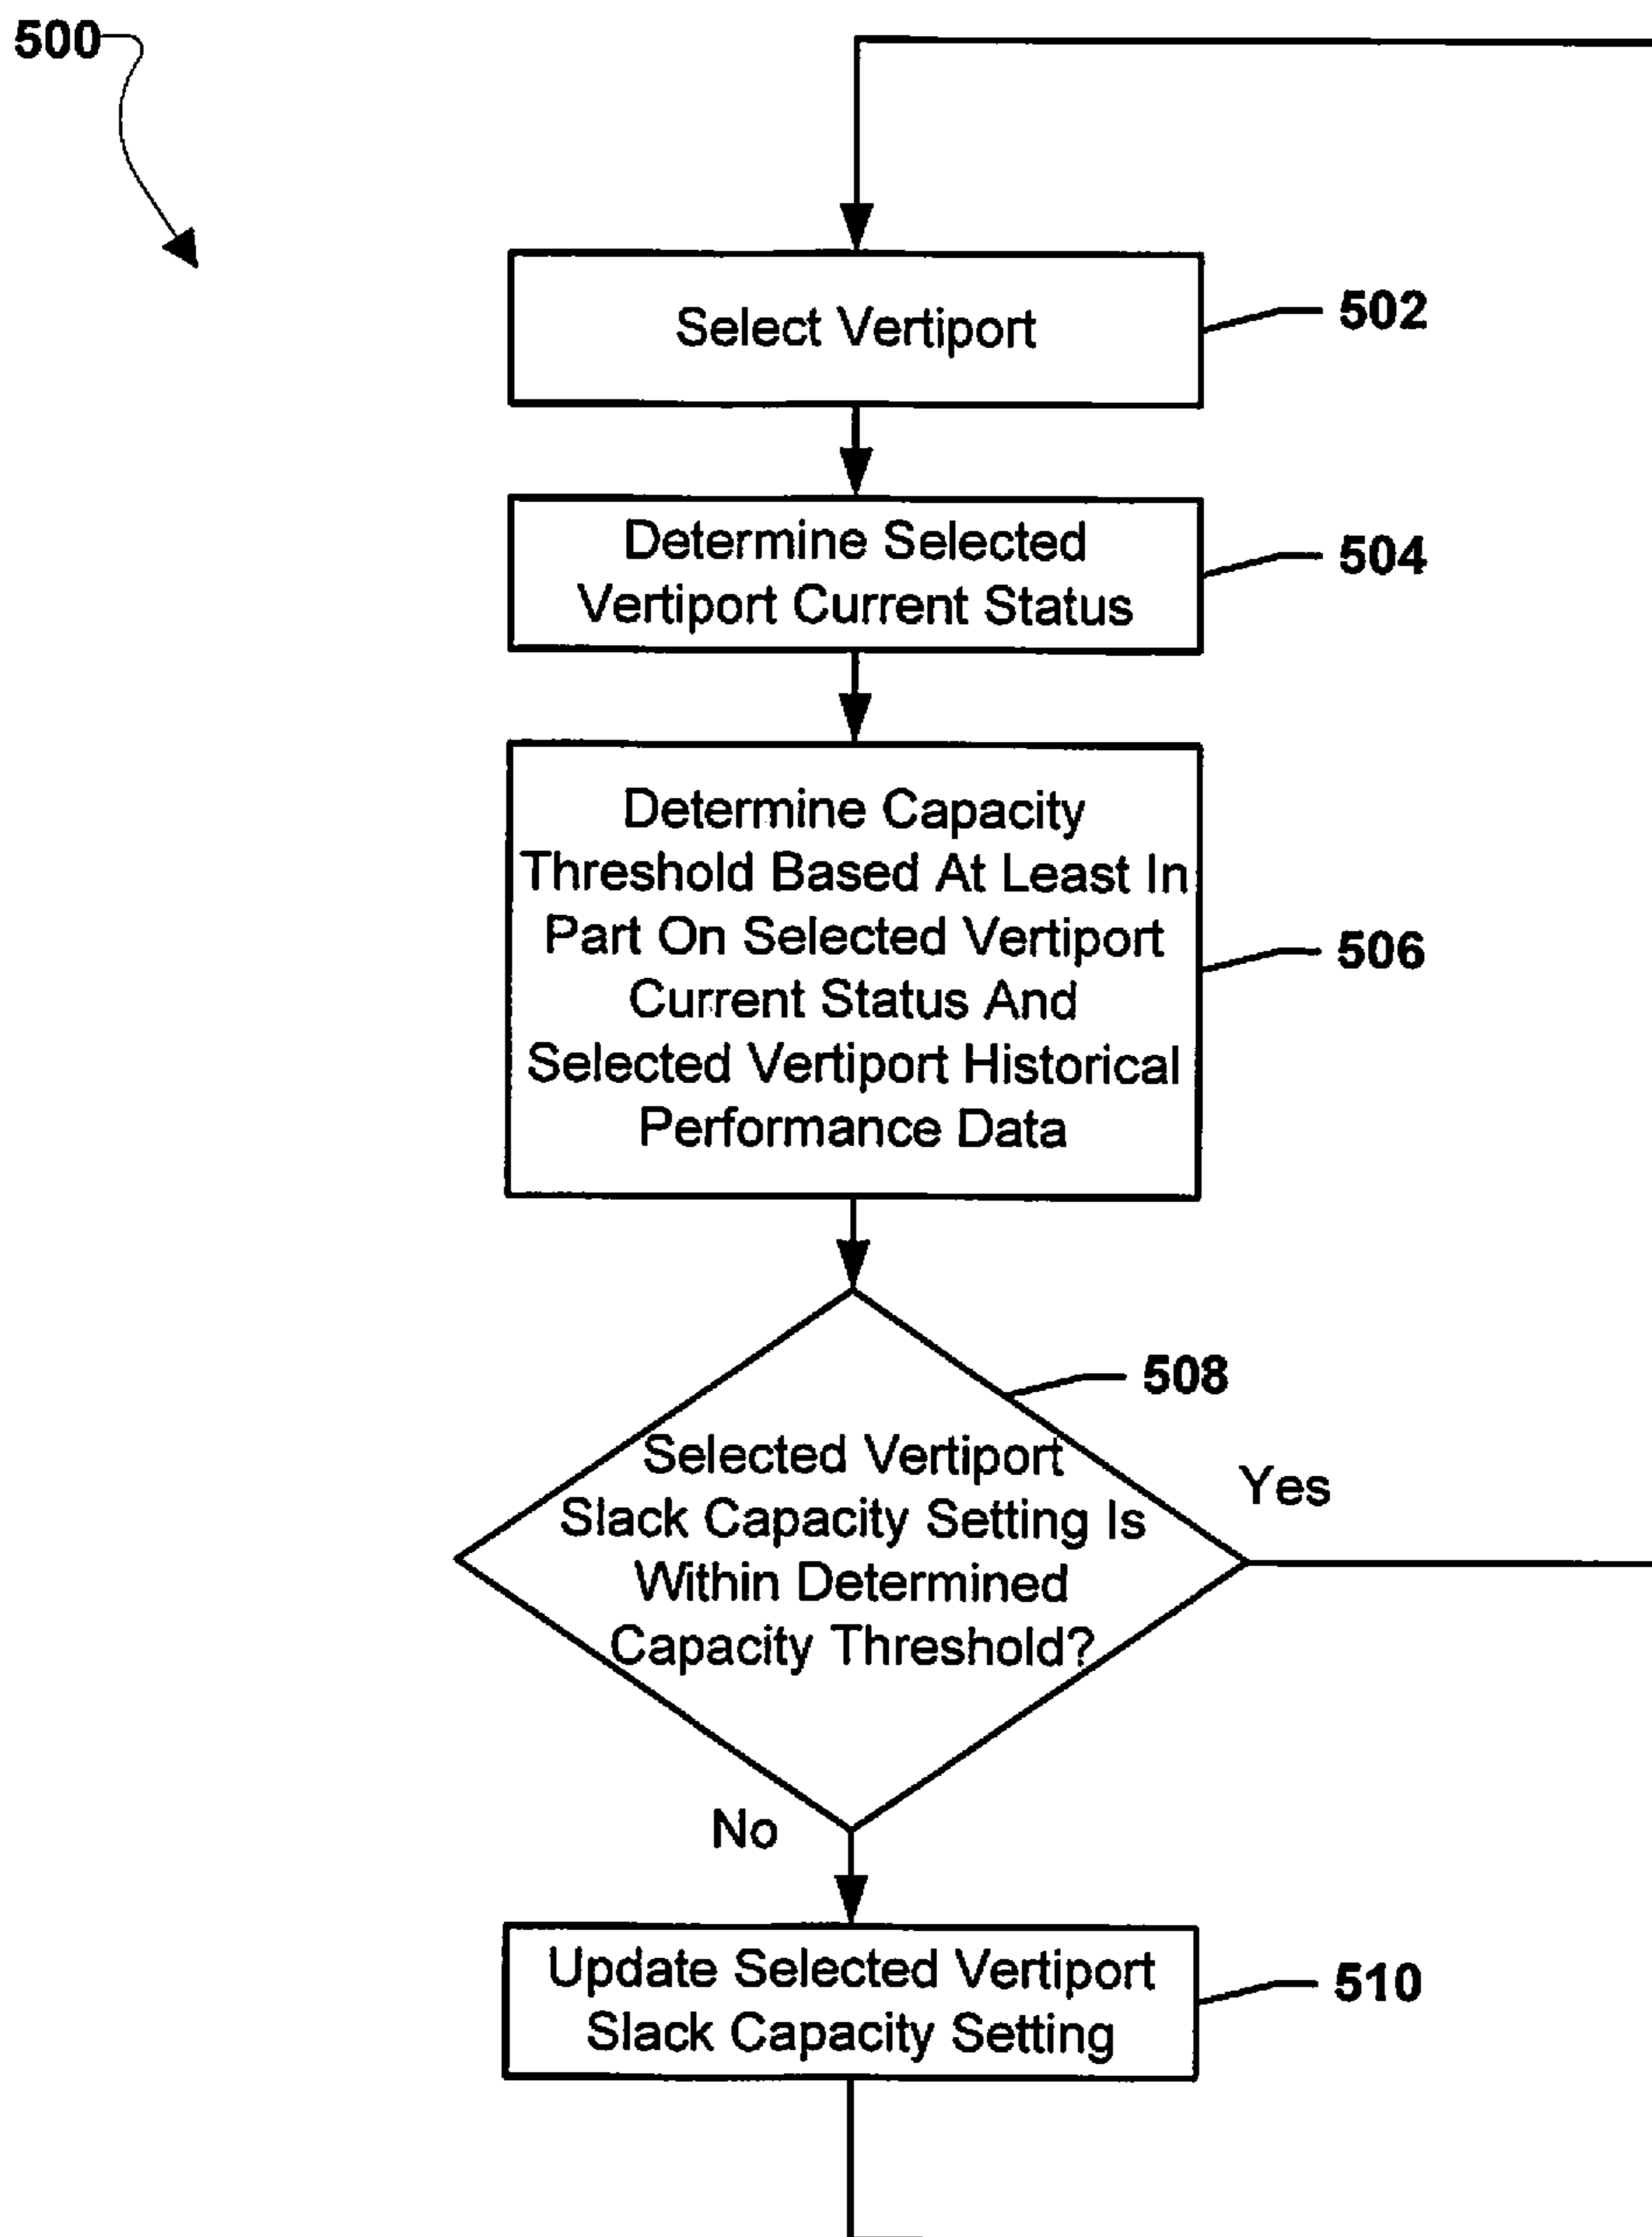 500
Select Vertiport
502
Determine Selected
Vertiport Current Status
504
Determine Capacity
Threshold Based At Least In
Part On Selected Vertiport
Current Status And
Selected Vertiport Historical
Performance Data
506
508
Selected Vertiport
Slack Capacity Setting Is
Within Determined
Capacity Threshold?
Yes
No
Update Selected Vertiport
Slack Capacity Setting
510